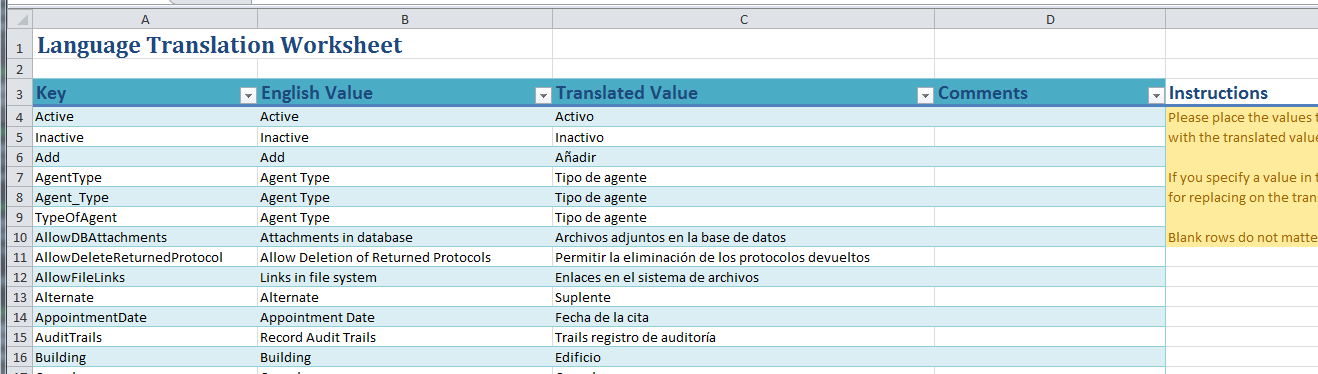 A B C D
1 Language Translation Worksheet
2
3 Key English Value Translated Value Comments Instructions
4 Active Active Activo Please place the values
5 Inactive Inactive Inactivo with the translated
6 Add Add Añadir
7 AgentType Agent Type Tipo de agente If you specify a value in
8 Agent_Type Agent Type Tipo de agente for replacing on the
9 TypeOfAgent Agent Type Tipo de agente
10 AllowDBAttachments Attachments in database Archivos adjuntos en la base de datos Blank rows do not
11 AllowDeleteReturnedProtocol Allow Deletion of Returned Protocols Permitir la eliminación de los protocolos devueltos
12 AllowFileLinks Links in file system Enlaces en el sistema de archivos
13 Alternate Alternate Suplente
14 AppointmentDate Appointment Date Fecha de la cita
15 AuditTrails Record Audit Trails Trails registro de auditoría
16 Building Building Edificio